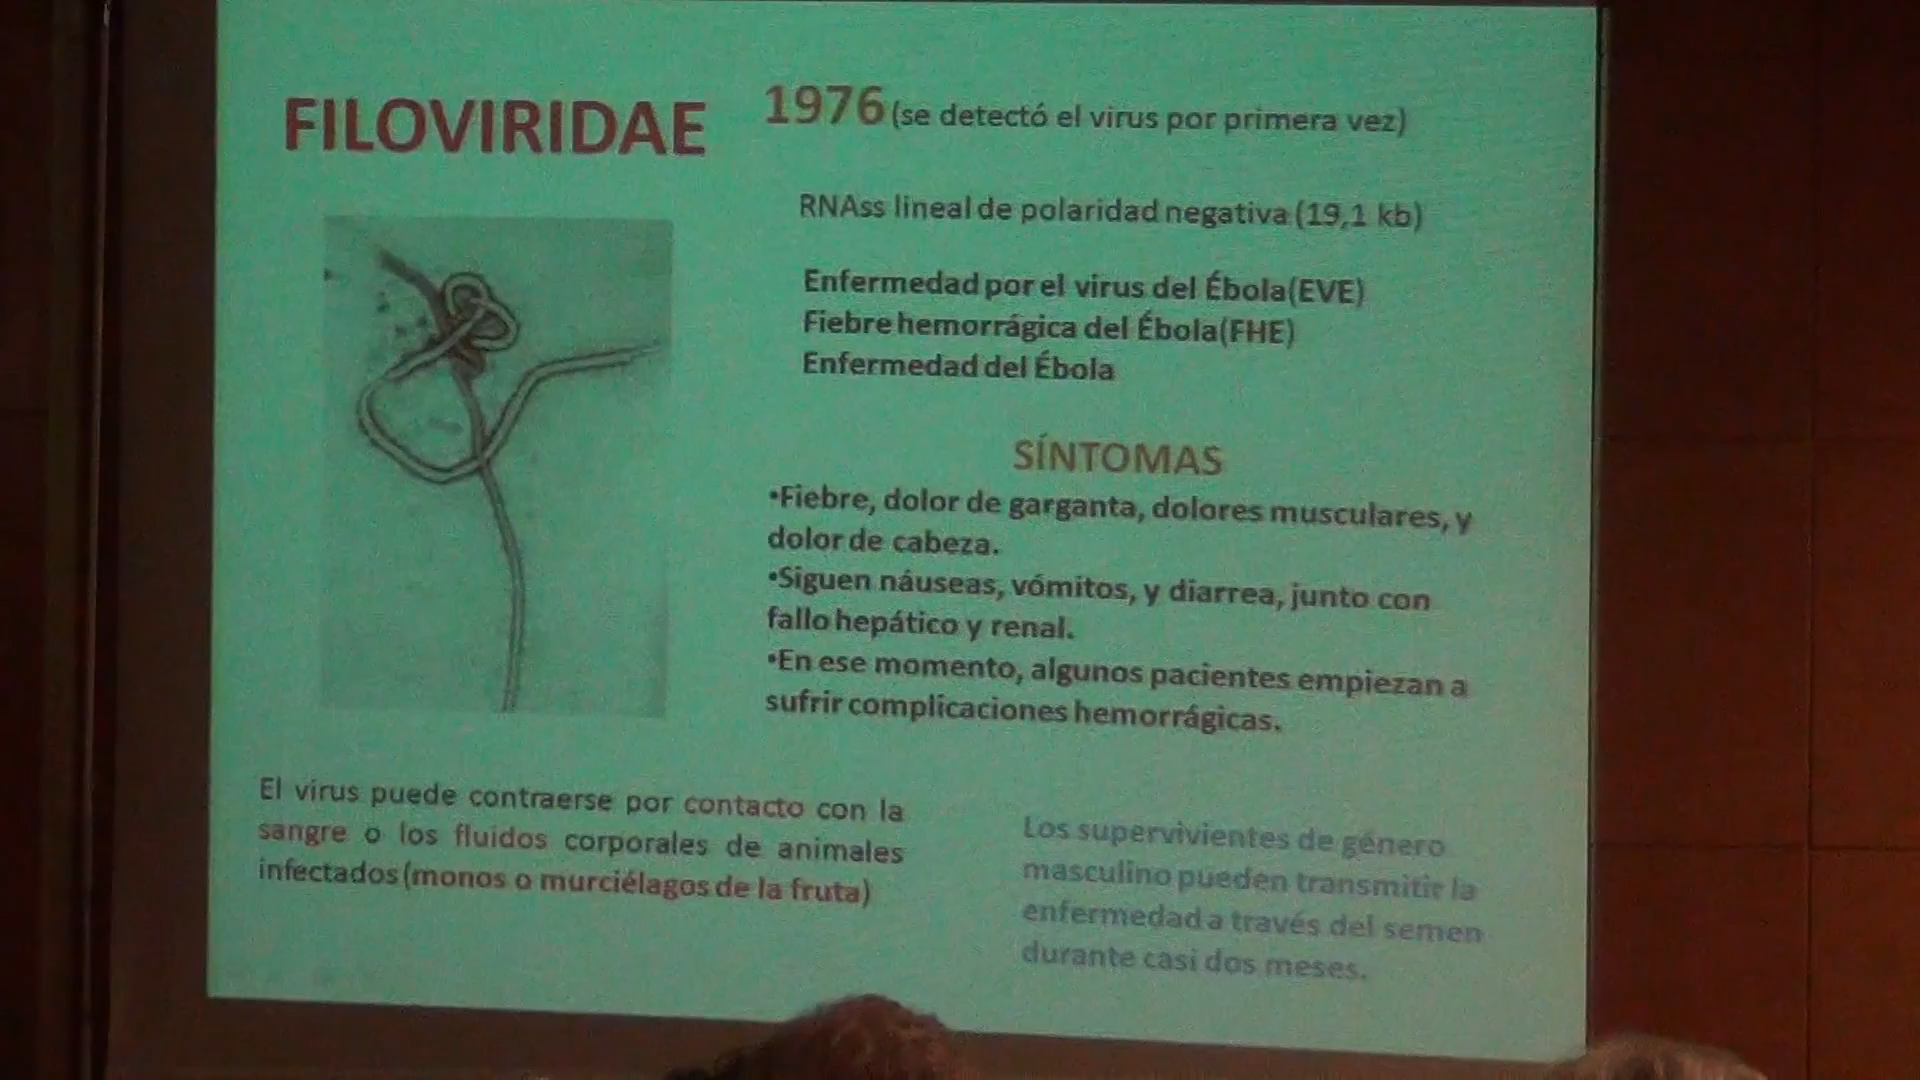 FILOVIRIDAE
1976 (se detectó el virus por primera vez)
RNAss lineal de polaridad negativa (19,1 kb)
Enfermedad por el virus del Ébola(EVE)
Fiebre hemorrágica del Ébola(FHE)
Enfermedad del Ébola
SÍNTOMAS
•Fiebre, dolor de garganta, dolores musculares, y
dolor de cabeza.
•Siguen náuseas, vómitos, y diarrea, junto con
fallo hepático y renal.
•En ese momento, algunos pacientes empiezan a
sufrir complicaciones hemorrágicas.
El virus puede contraerse por contacto con la
sangre o los fluidos corporales de animales
infectados (monos o murciélagos de la fruta)
Los supervivientes de género
masculino pueden transmitir la
enfermedad a través del semen
durante casi dos meses.